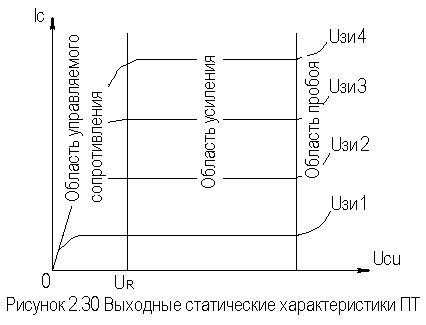 Ic
Uзи4
Uзи3
Uзи2
Uзи1
Область управляемого
сопротивления
Область усиления
Область пробоя
0
UR
Ucu
Рисунок 2.30 Выходные статические характеристики ПТ